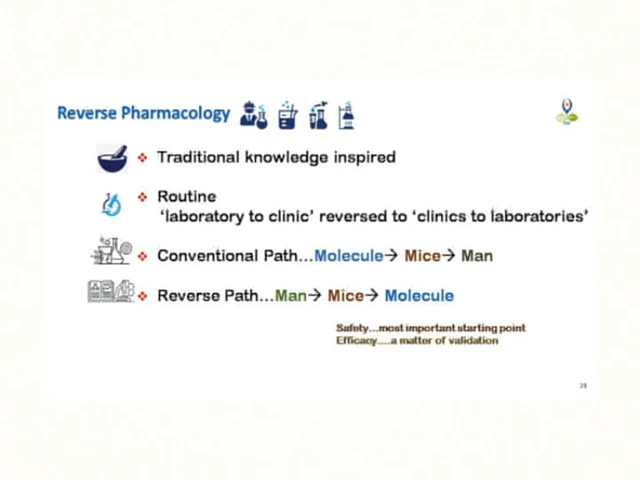 Reverse Pharmacology
Traditional knowledge inspired
Routine
‘laboratory to clinic’ reversed to ‘clinics to laboratories’
Conventional Path...Molecule→ Mice→ Man
Reverse Path...Man→ Mice→ Molecule
Safety...most important starting point
Efficacy....a matter of validation